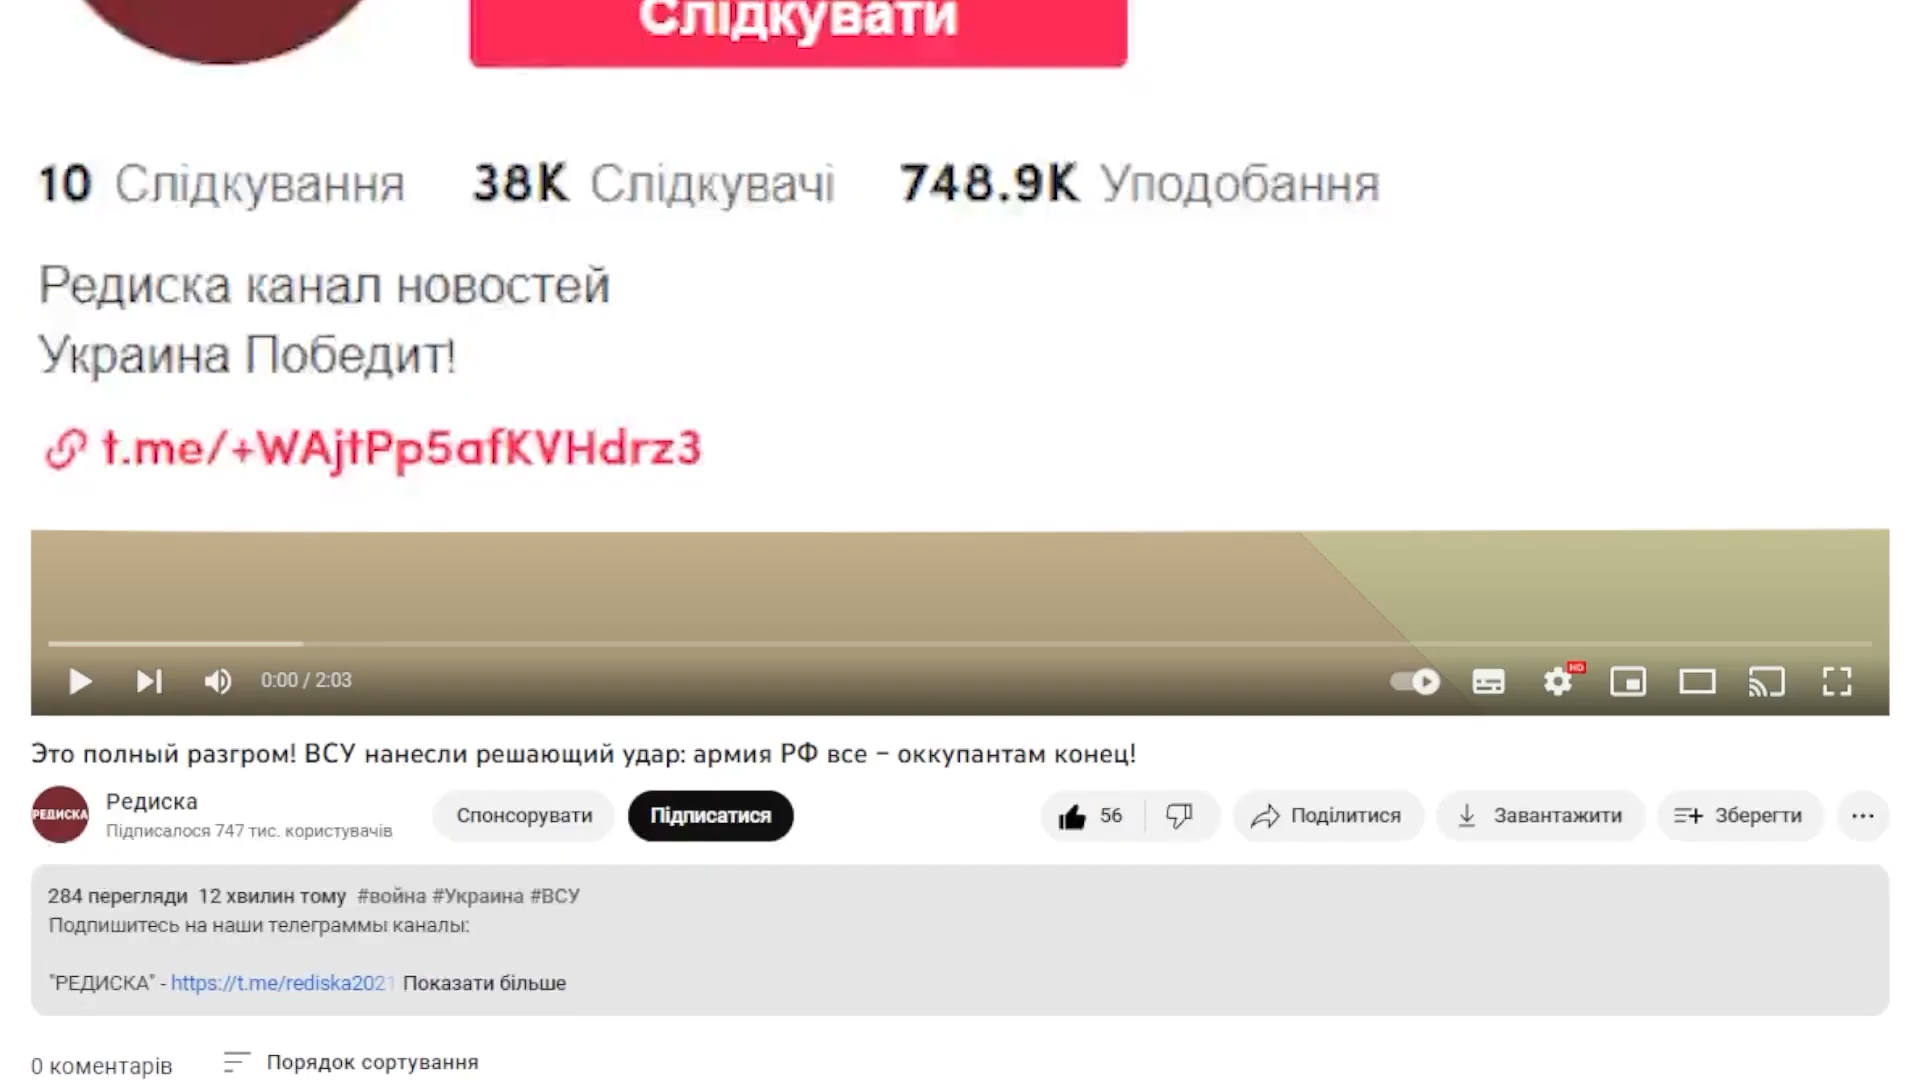 Слідкувати
10 Слідкування 38K Слідкувачі 748.9K Уподобання
Редиска канал новостей
Украина Победит!
t.me/+WAjtPp5afKVHdrz3
0:00 / 2:03
HD
Это полный разгром! ВСУ нанесли решающий удар: армия РФ все – оккупантам конец!
РЕДИСКА
Редиска
Підписалося 747 тис. користувачів
Спонсорувати
Підписатися
56
Поділитися
Завантажити
Зберегти
284 перегляди 12 хвилин тому #война #Украина #ВСУ
Подпишитесь на наши телеграммы каналы:
"РЕДИСКА" - https://t.me/rediska2021 Показати більше
0 коментарів
Порядок сортування